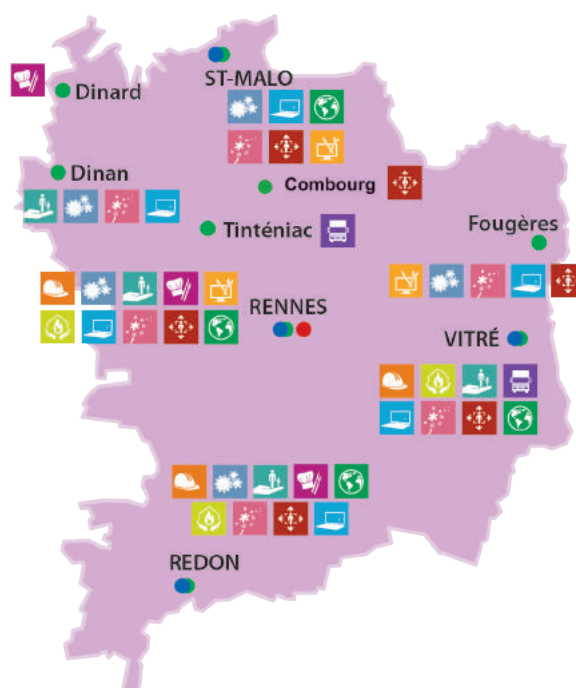 ST-MALO
Dinard
Dinan
Combourg
Tinténiac
Fougères
RENNES
VITRÉ
REDON